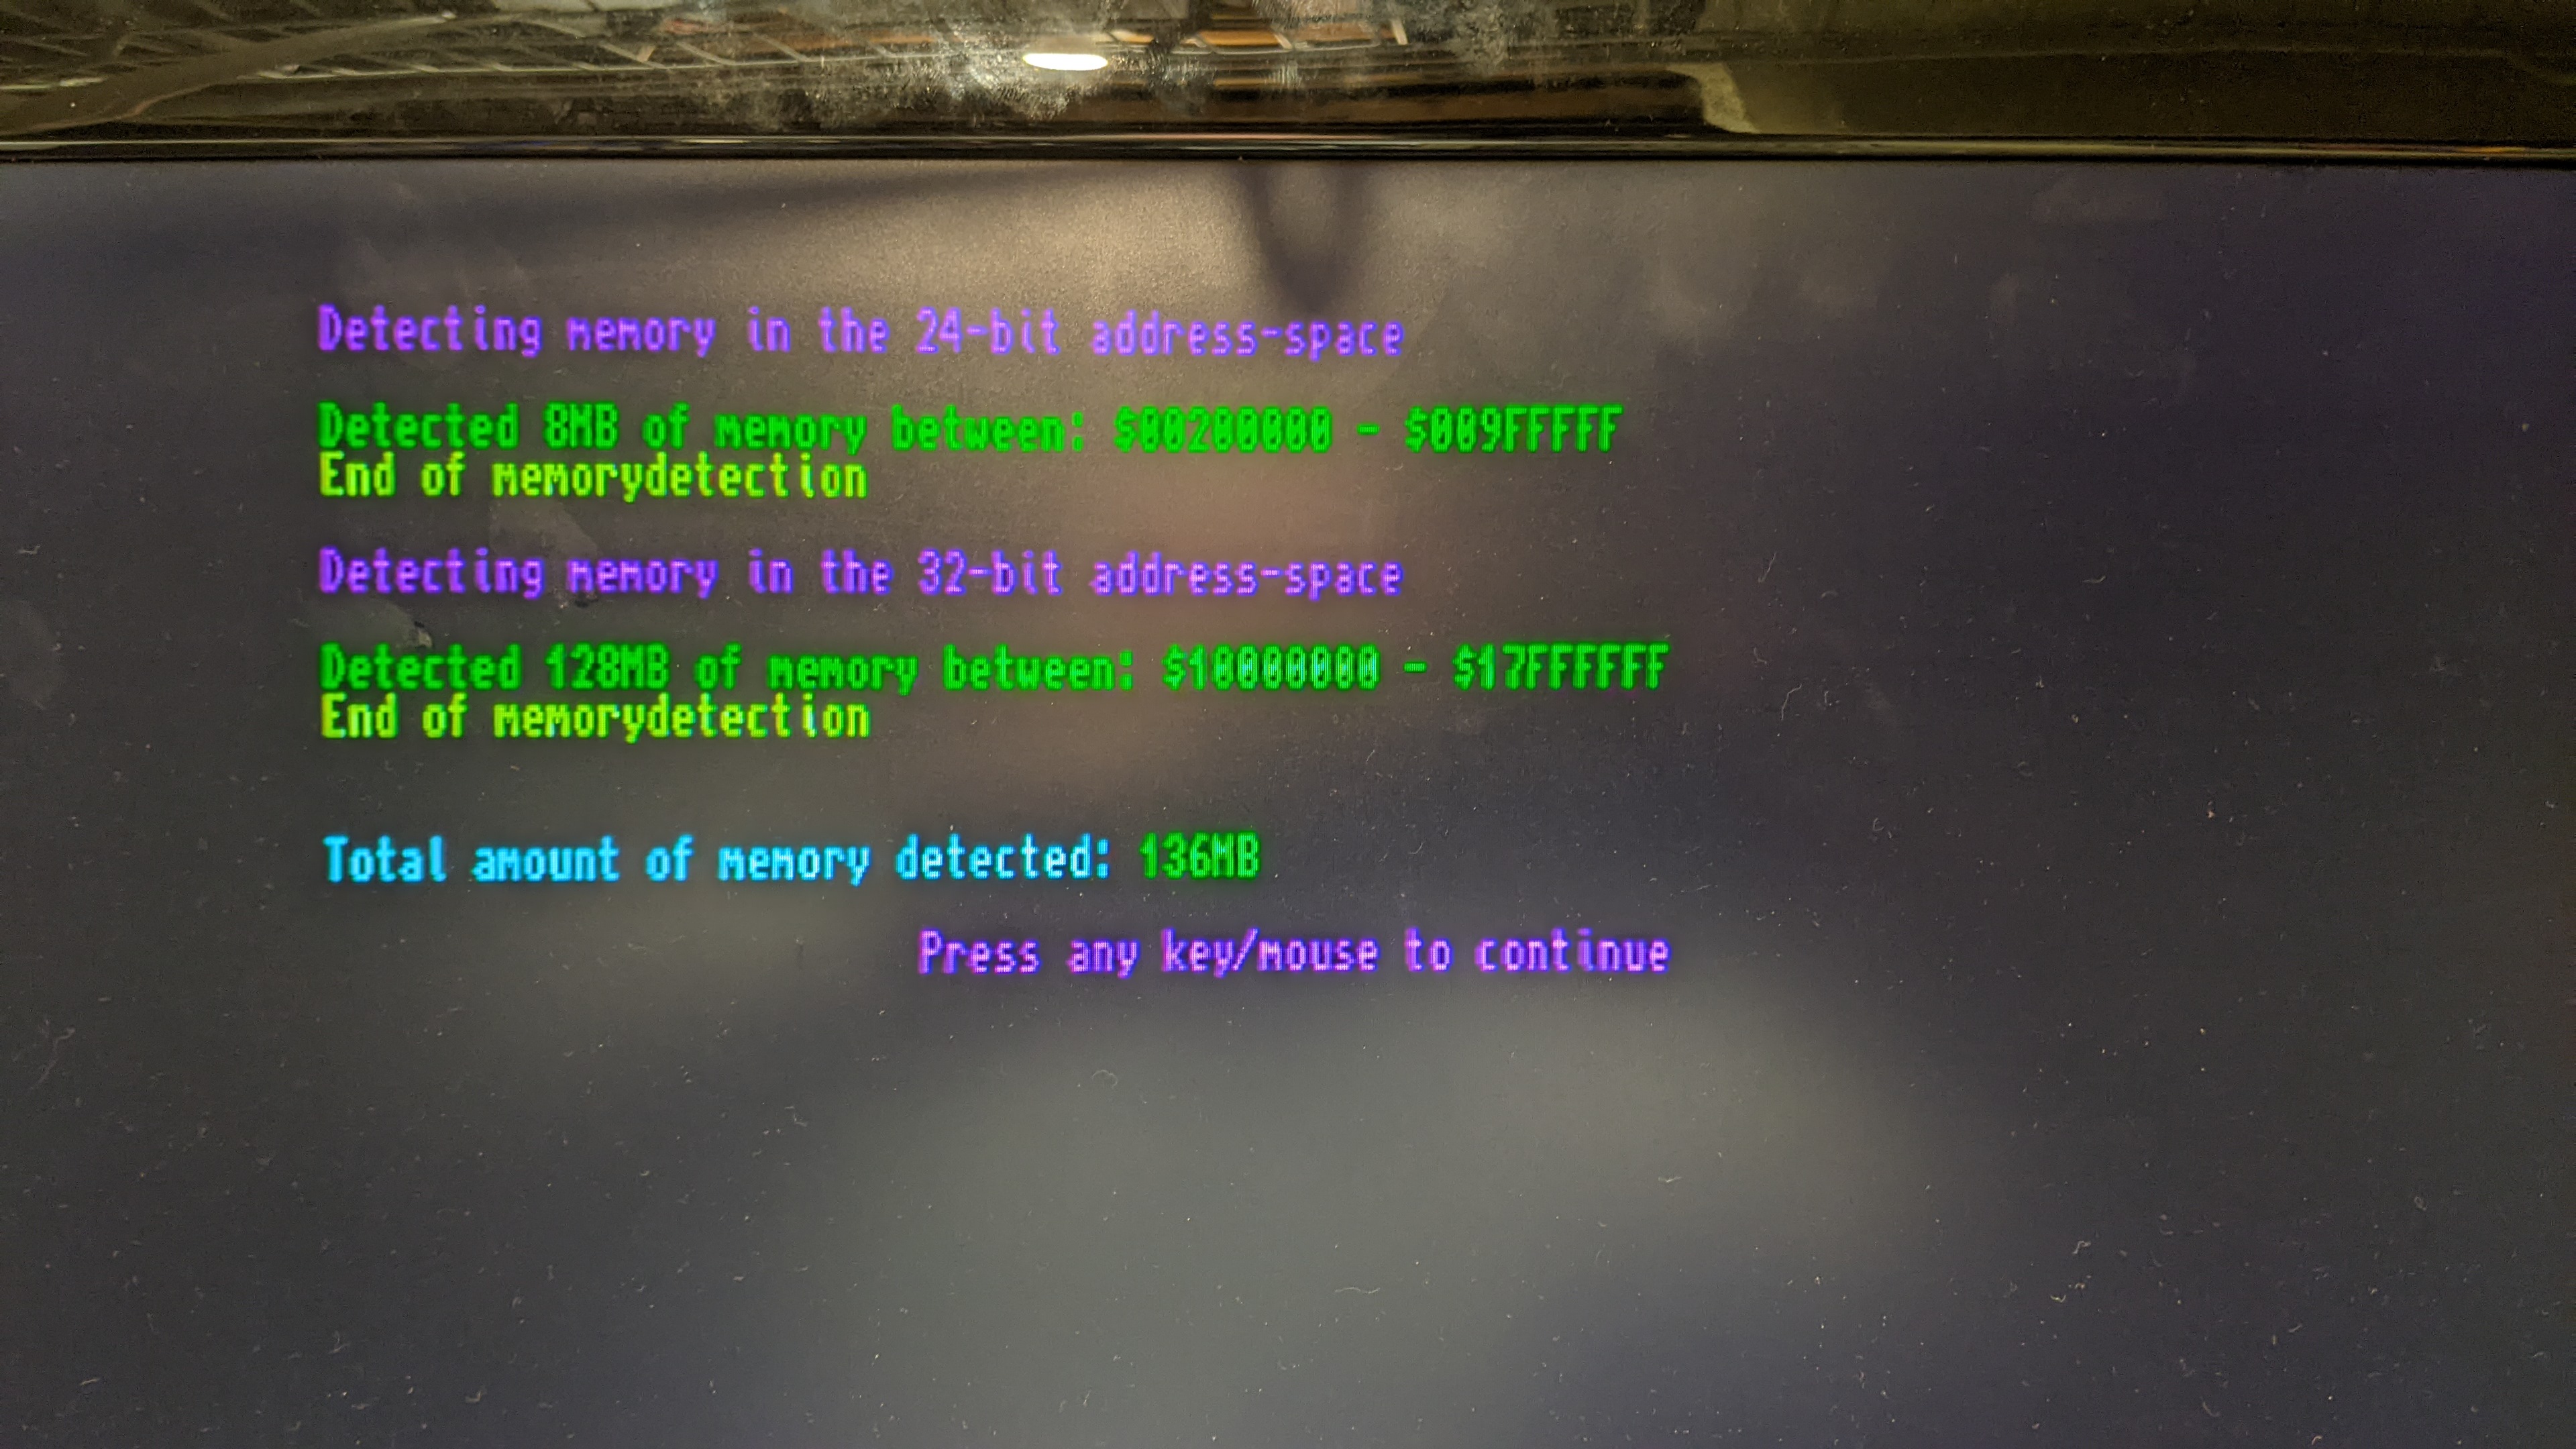 Detecting memory in the 24-bit address-space
Detected 8MB of memory between: $00200000 - $009FFFFF
End of memorydetection
Detecting memory in the 32-bit address-space
Detected 128MB of memory between: $10000000 - $17FFFFFF
End of memorydetection
Total amount of memory detected: 136MB
Press any key/mouse to continue